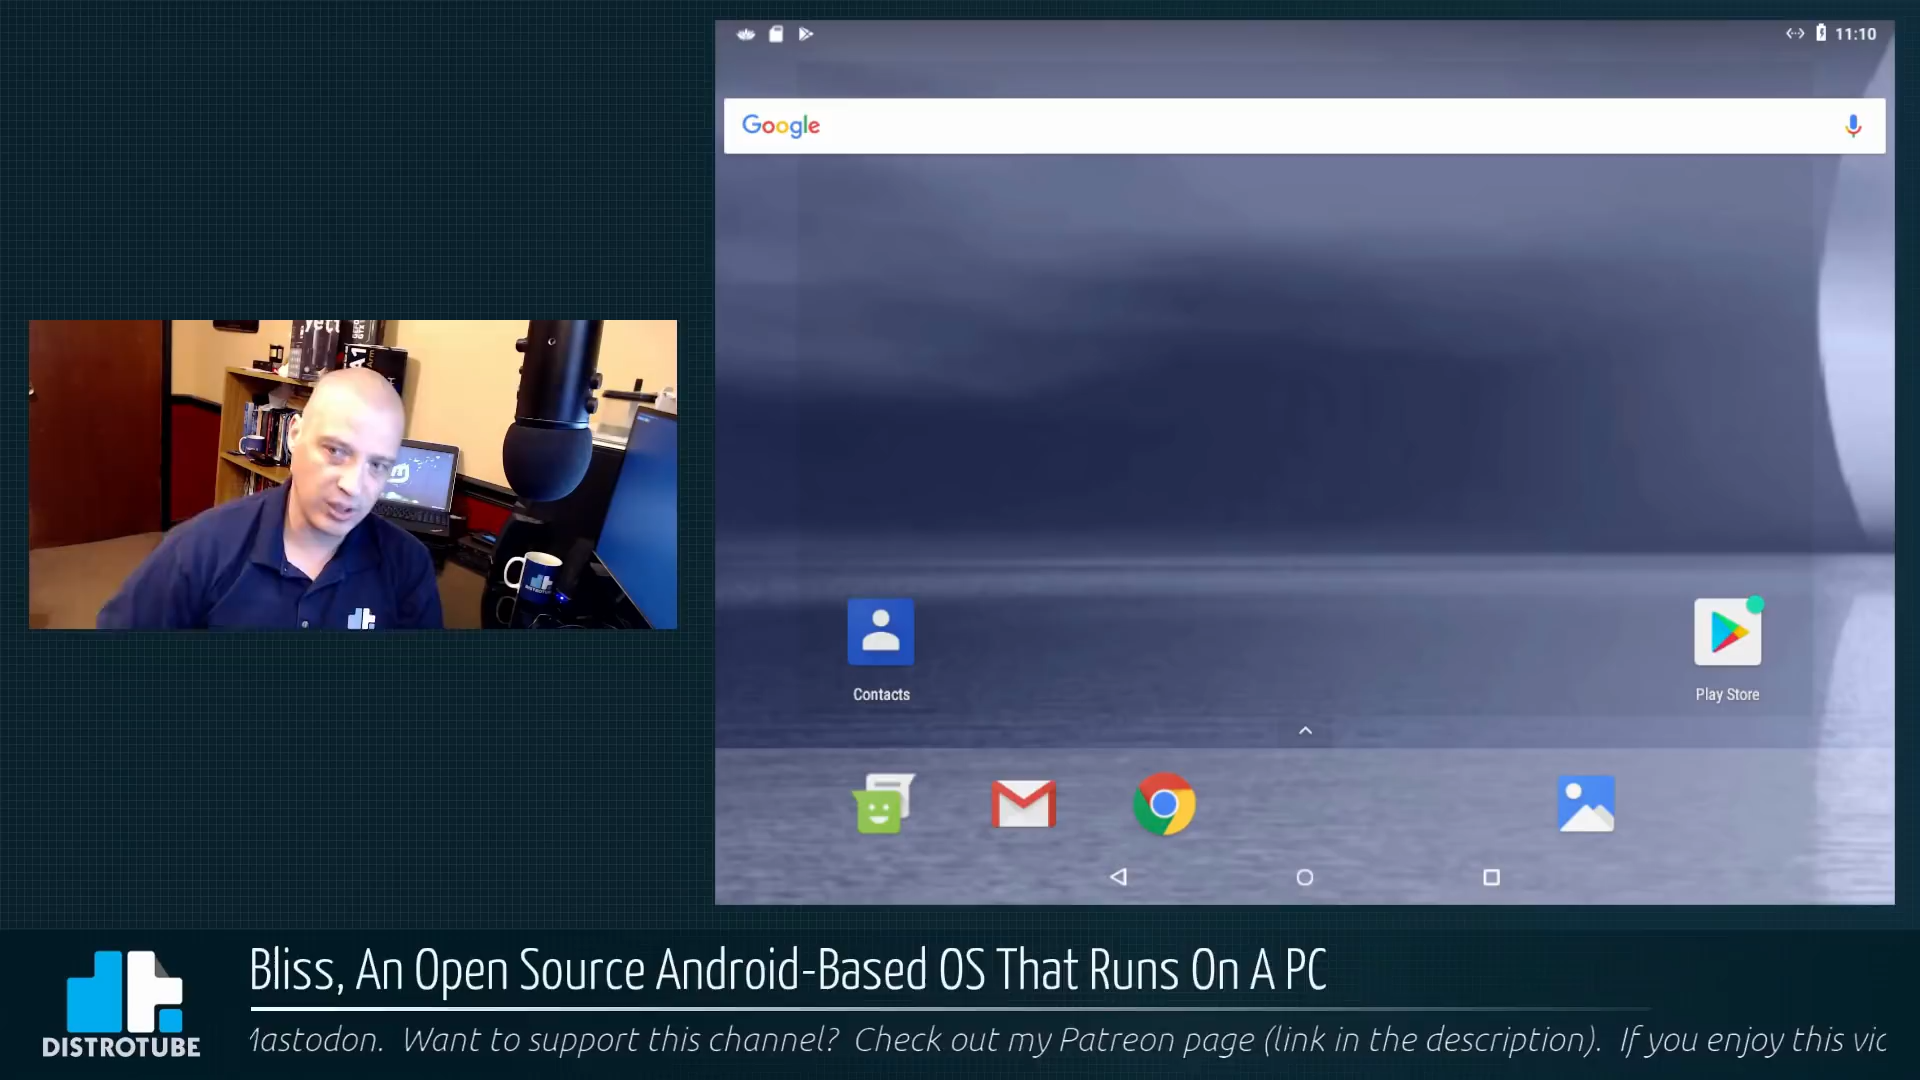 11:10
Google
Contacts
Play Store
Bliss, An Open Source Android-Based OS That Runs On A PC
DISTROTUBE
Mastodon. Want to support this channel? Check out my Patreon page (link in the description). If you enjoy this vic